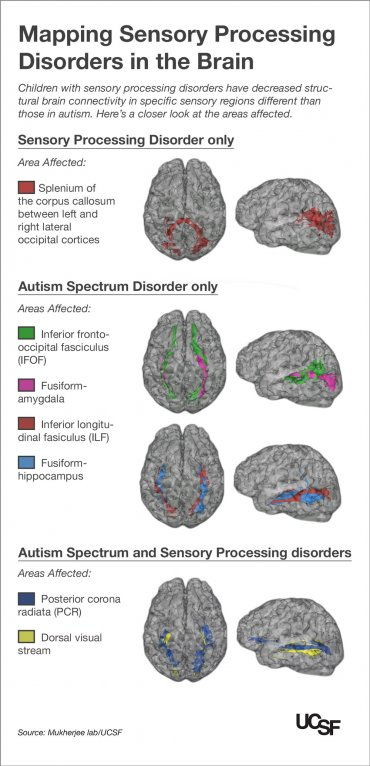 Mapping Sensory Processing
Disorders in the Brain
Children with sensory processing disorders have decreased struc-
tural brain connectivity in specific sensory regions different than
those in autism. Here's a closer look at the areas affected.
Sensory Processing Disorder only
Area Affected:
Splenium of
the corpus callosum
between left and
right lateral
occipital cortices
Autism Spectrum Disorder only
Areas Affected:
Inferior fronto-
occipital fasciculus
(IFOF)
Fusiform-
amygdala
Inferior longitu-
dinal fasiculus (ILF)
Fusiform-
hippocampus
Autism Spectrum and Sensory Processing disorders
Areas Affected:
Posterior corona
radiata (PCR)
Dorsal visual
stream
Source: Mukherjee lab/UCSF
UCSF